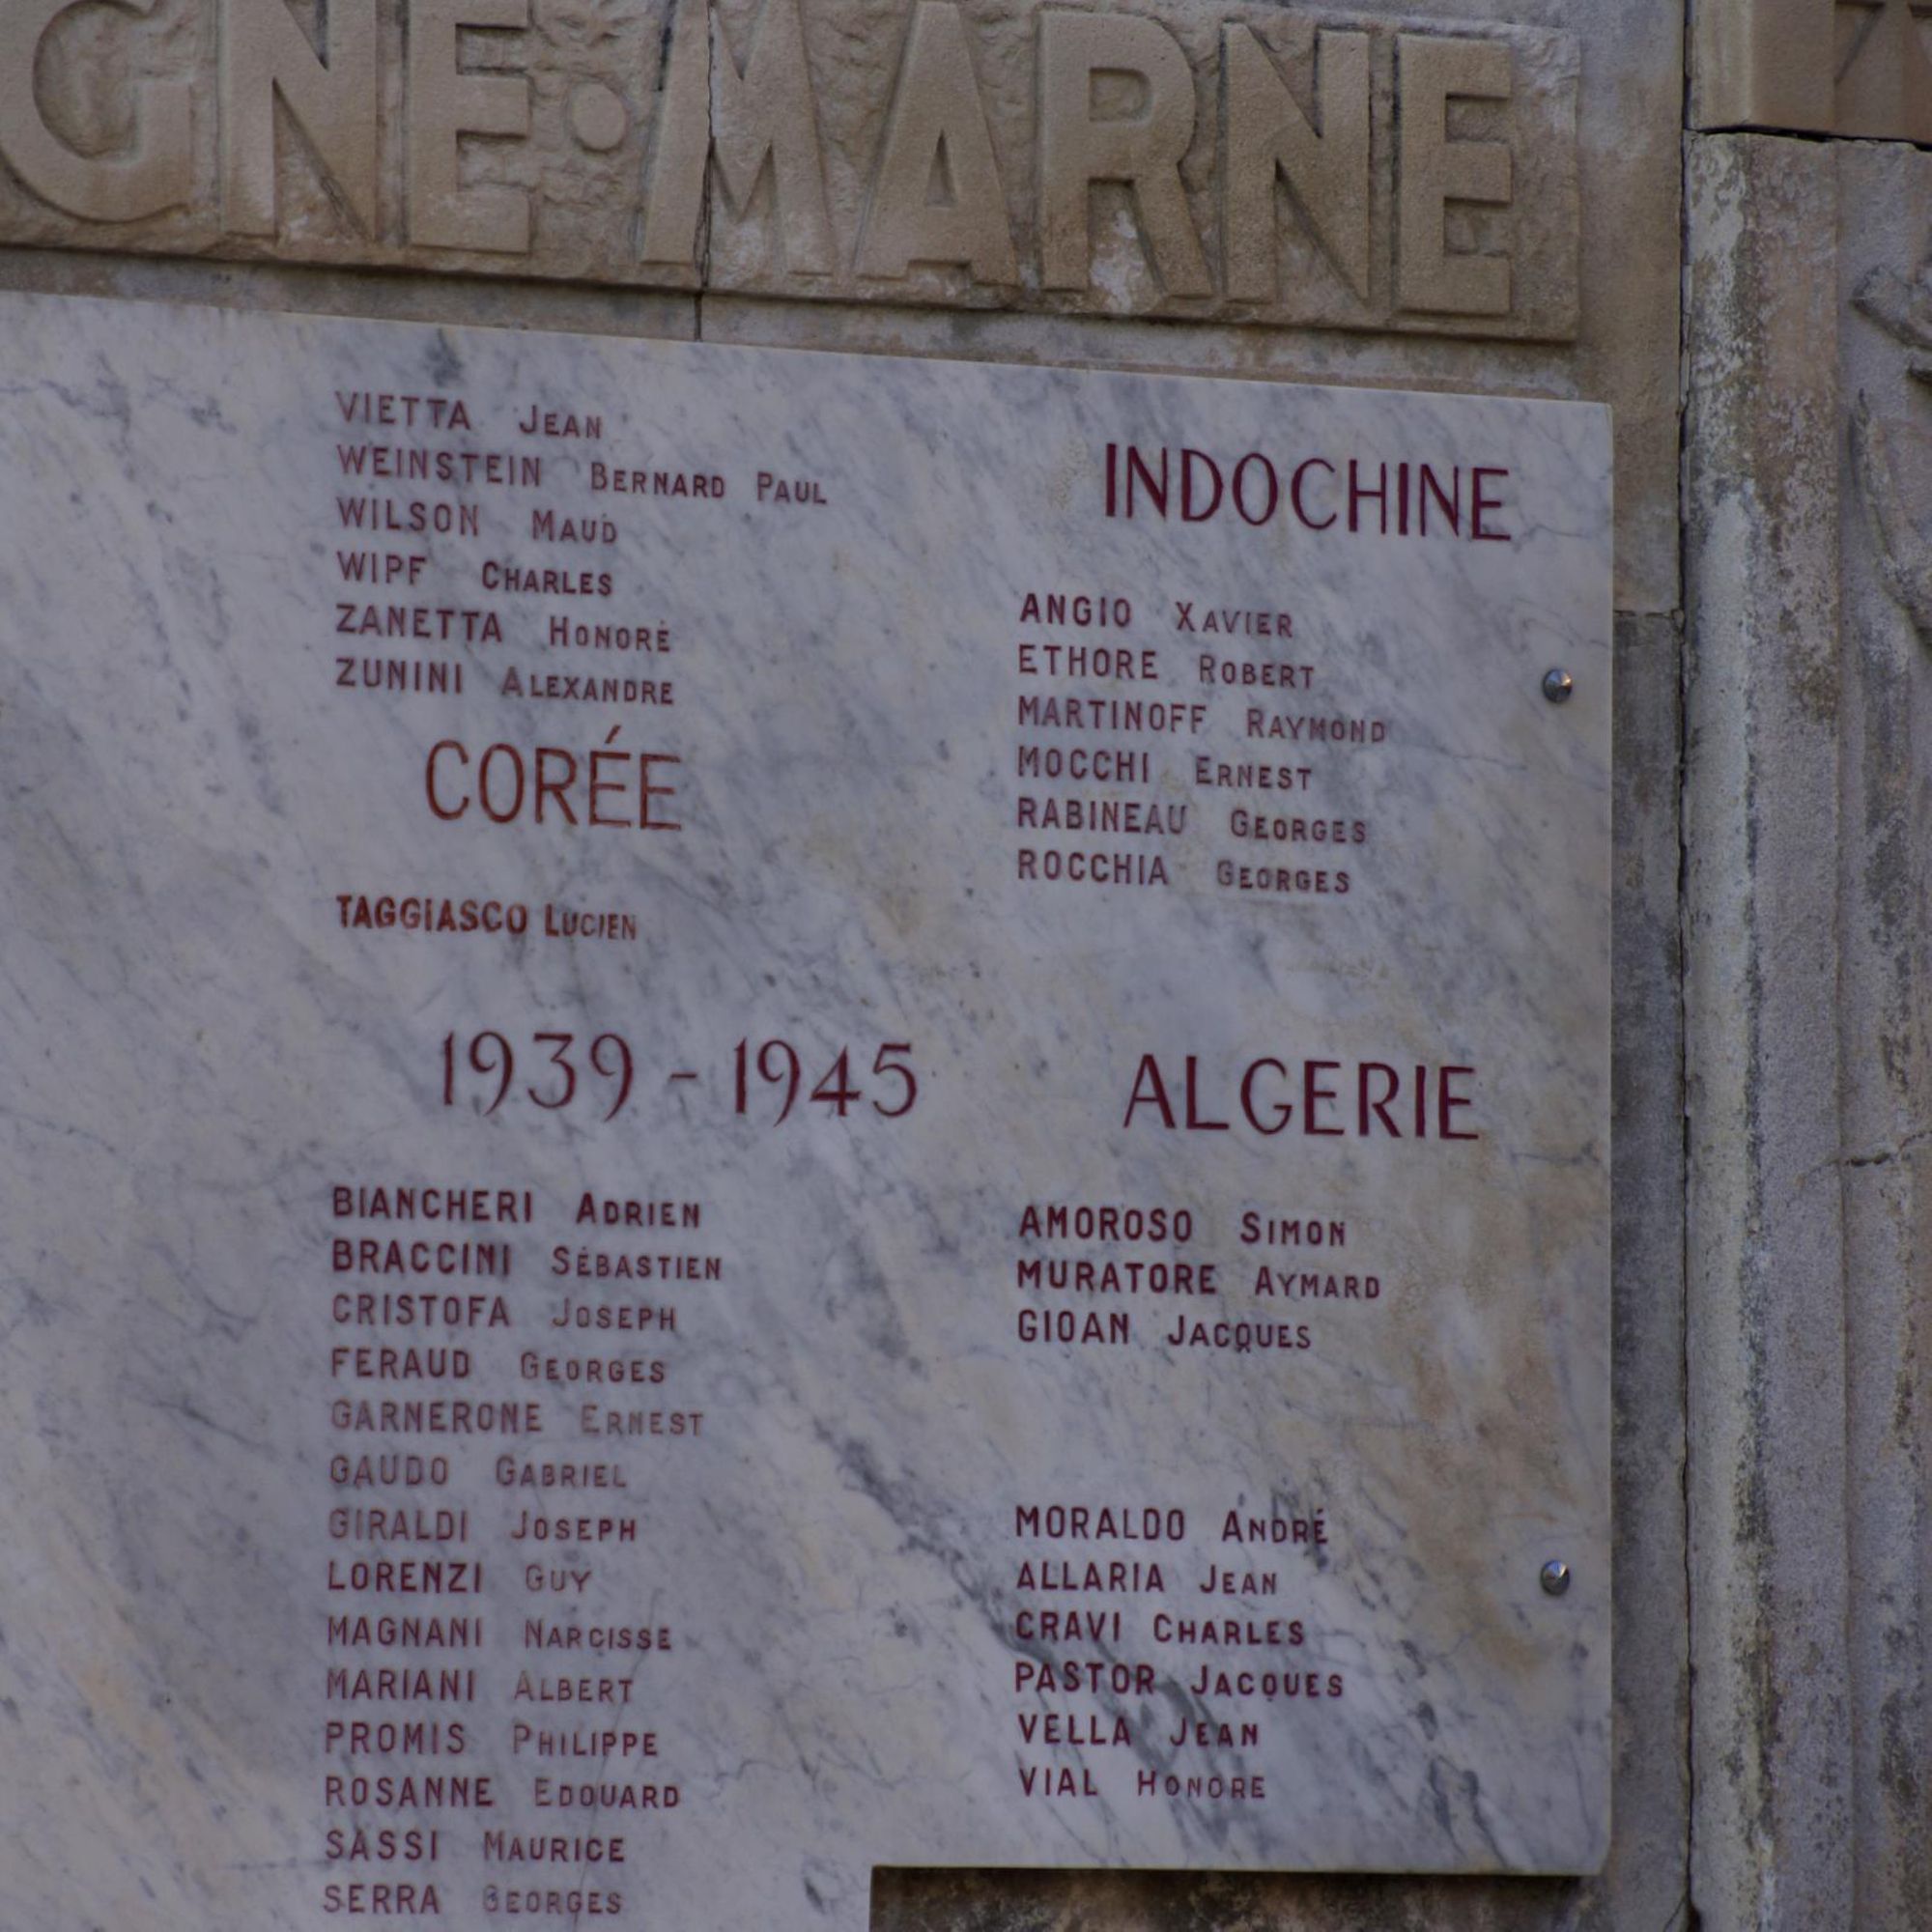 GNE·MARNE
VIETTA JEAN
WEINSTEIN BERNARD PAUL
WILSON MAUD
WIPF CHARLES
ZANETTA HONORÉ
ZUNINI ALEXANDRE
CORÉE
TAGGIASCO LUCIEN
1939-1945
BIANCHERI ADRIEN
BRACCINI SÉBASTIEN
CRISTOFA JOSEPH
FERAUD GEORGES
GARNERONE ERNEST
GAUDO GABRIEL
GIRALDI JOSEPH
LORENZI GUY
MAGNANI NARCISSE
MARIANI ALBERT
PROMIS PHILIPPE
ROSANNE EDOUARD
SASSI MAURICE
SERRA GEORGES
INDOCHINE
ANGIO XAVIER
ETHORE ROBERT
MARTINOFF RAYMOND
MOCCHI ERNEST
RABINEAU GEORGES
ROCCHIA GEORGES
ALGERIE
AMOROSO SIMON
MURATORE AYMARD
GIOAN JACQUES
MORALDO ANDRÉ
ALLARIA JEAN
CRAVI CHARLES
PASTOR JACQUES
VELLA JEAN
VIAL HONORE